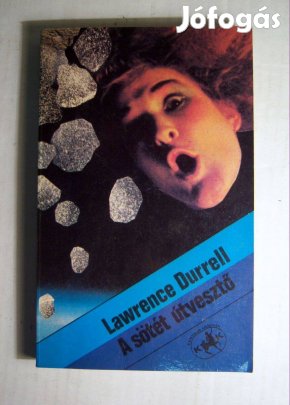 Jófogás
Lawrence Durrell
A sötét útvesztő